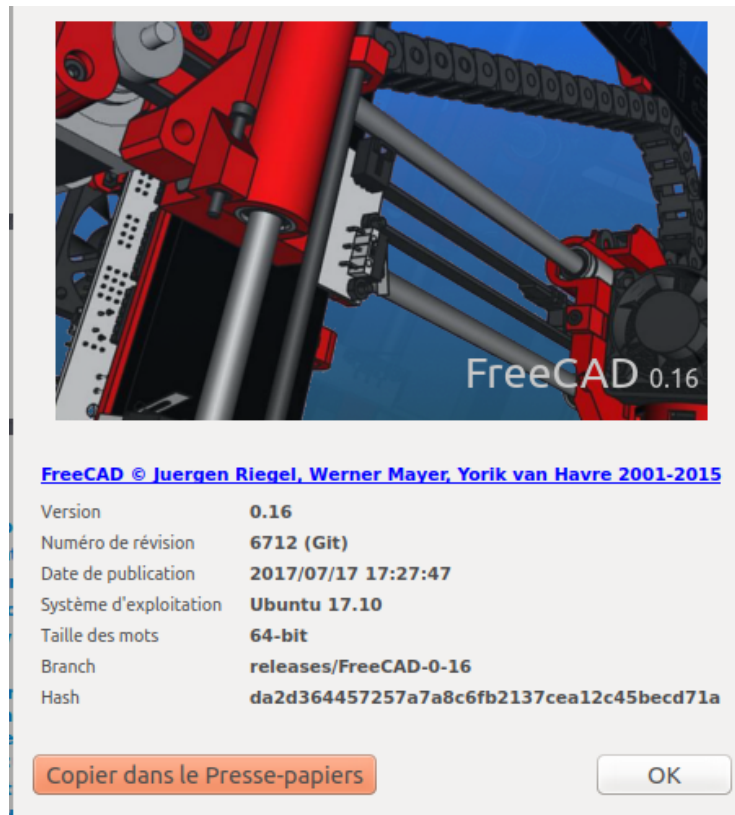 FreeCAD 0.16
FreeCAD © Juergen Riegel, Werner Mayer, Yorik van Havre 2001-2015
Version 0.16
Numéro de révision 6712 (Git)
Date de publication 2017/07/17 17:27:47
Système d'exploitation Ubuntu 17.10
Taille des mots 64-bit
Branch releases/FreeCAD-0-16
Hash da2d364457257a7a8c6fb2137cea12c45becd71a
Copier dans le Presse-papiers OK